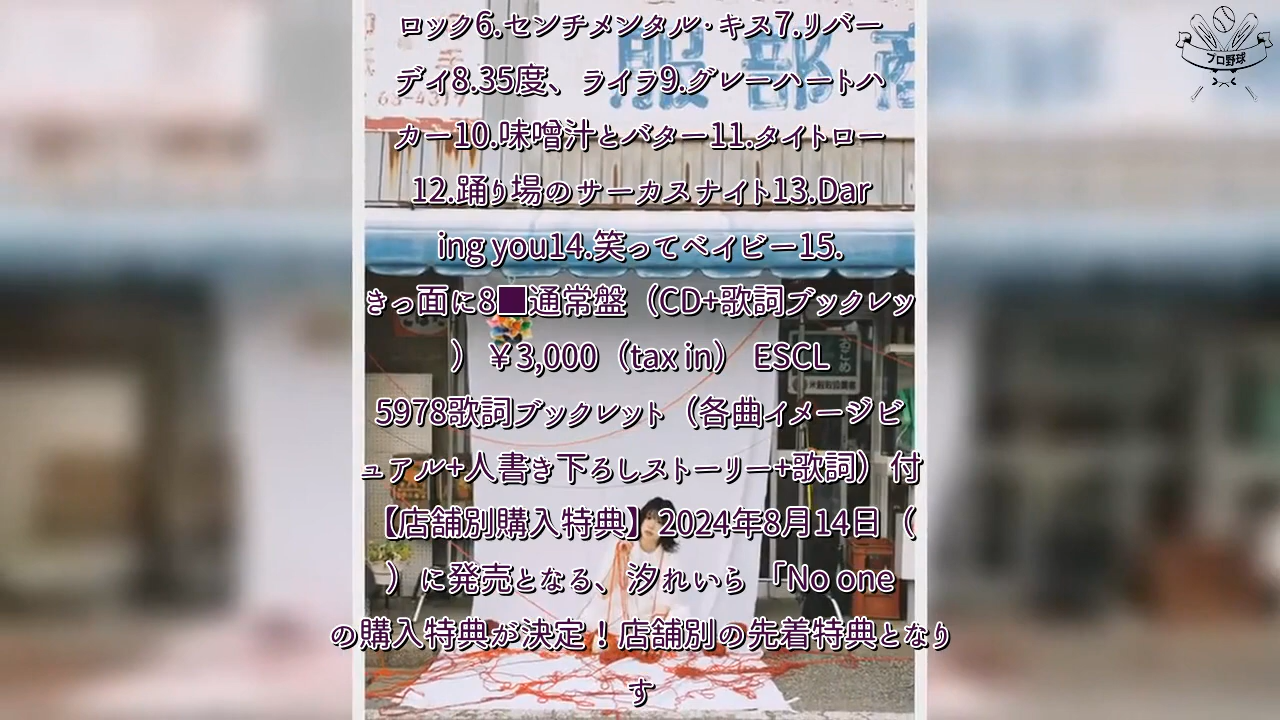 ロック6.センチメンタル・キス7.リバー
プロ野球
デイ8.35度、ライラ9.グレーハートハ
63-4317
服部
カー10.味噌汁とバター11.タイトロー
12.踊り場のサーカスナイト13.Dar
ing you14.笑ってベイビー15.
きっ面に8■通常盤（CD+歌詞ブックレッ
） ￥3,000（tax in） ESCL
5978歌詞ブックレット（各曲イメージビ
ュアル+人書き下ろしストーリー+歌詞）付
【店舗別購入特典】2024年8月14日（
）に発売となる、汐れいら「No one
の購入特典が決定！店舗別の先着特典となり
す